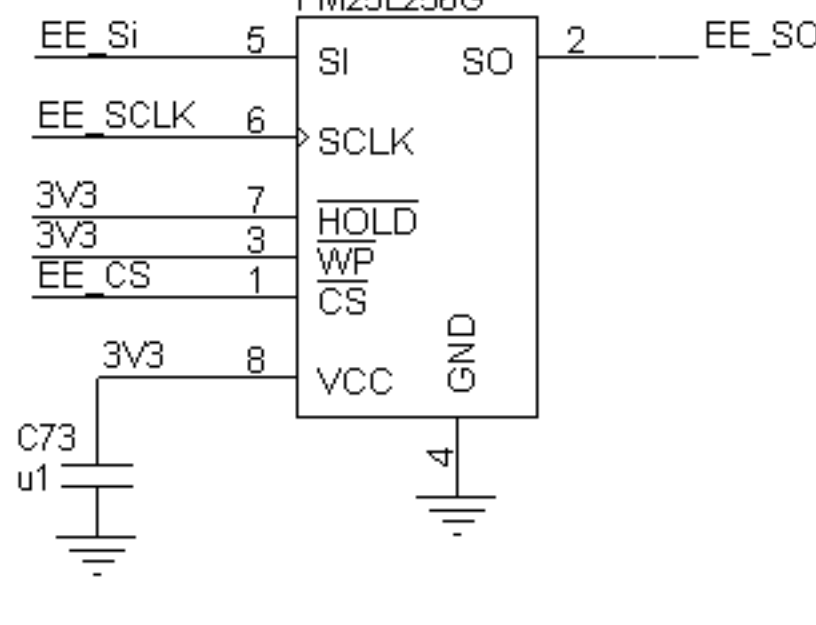 EE_Si 5 SI SO 2 EE_SO
EE_SCLK 6 SCLK
3V3 7 HOLD
3V3 3 WP
EE_CS 1 CS
3V3 8 VCC GND
4
C73
u1